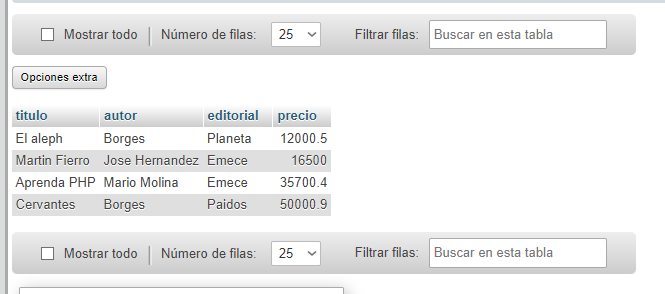 Mostrar todo Número de filas: 25 Filtrar filas: Buscar en esta tabla
Opciones extra
titulo autor editorial precio
El aleph Borges Planeta 12000.5
Martin Fierro Jose Hernandez Emece 16500
Aprenda PHP Mario Molina Emece 35700.4
Cervantes Borges Paidos 50000.9
Mostrar todo Número de filas: 25 Filtrar filas: Buscar en esta tabla